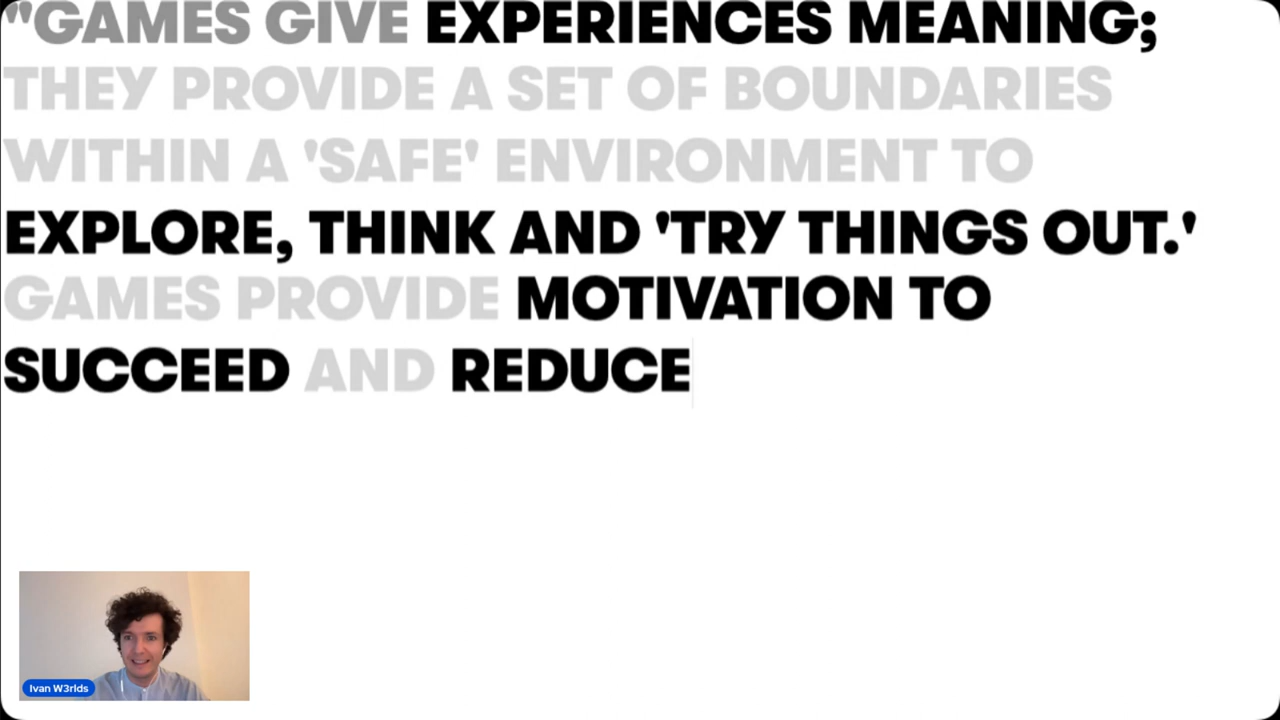 "GAMES GIVE EXPERIENCES MEANING;
THEY PROVIDE A SET OF BOUNDARIES
WITHIN A 'SAFE' ENVIRONMENT TO
EXPLORE, THINK AND 'TRY THINGS OUT.'
GAMES PROVIDE MOTIVATION TO
SUCCEED AND REDUCE
Ivan W3rlds